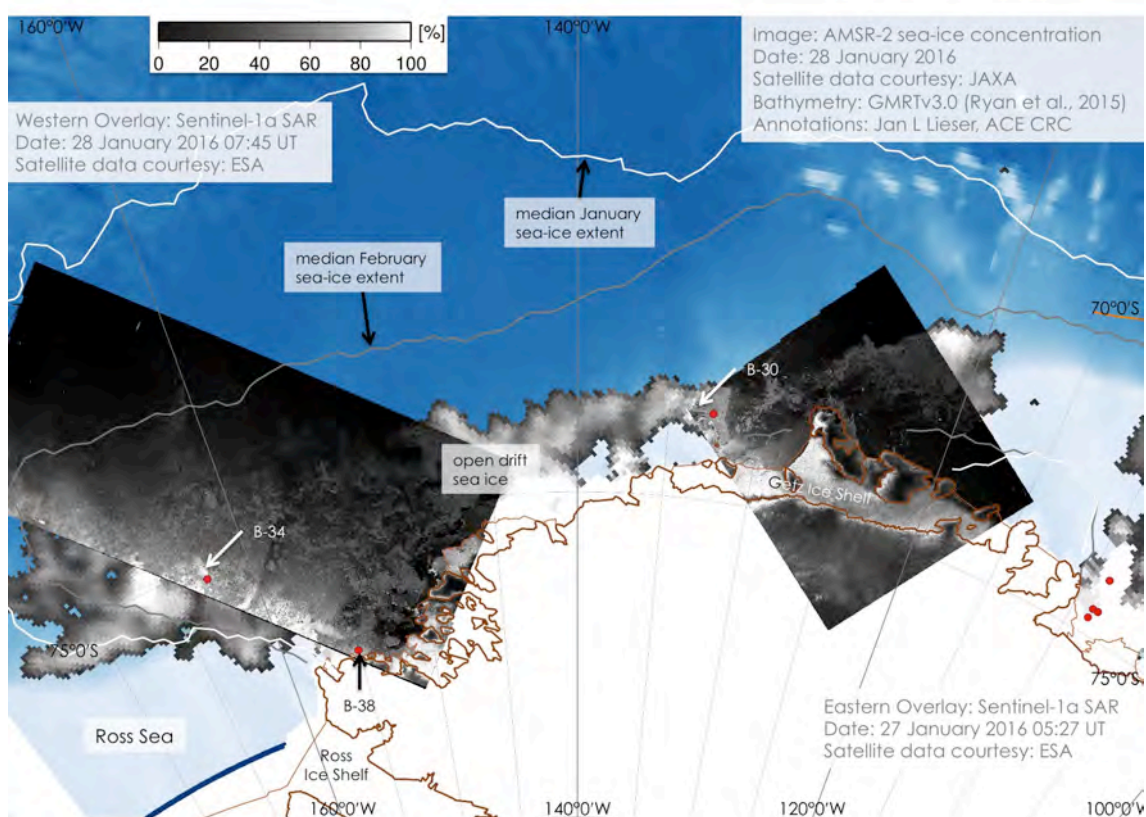 160°0'W
140°0'W
[%]
0 20 40 60 80 100
Image: AMSR-2 sea-ice concentration
Date: 28 January 2016
Satellite data courtesy: JAXA
Bathymetry: GMRTv3.0 (Ryan et al., 2015)
Annotations: Jan L Lieser, ACE CRC
Western Overlay: Sentinel-1a SAR
Date: 28 January 2016 07:45 UT
Satellite data courtesy: ESA
median January
sea-ice extent
median February
sea-ice extent
70°0'S
B-30
open drift
sea ice
Getz Ice Shelf
B-34
75°0'S
75°0'S
B-38
Eastern Overlay: Sentinel-1a SAR
Date: 27 January 2016 05:27 UT
Satellite data courtesy: ESA
Ross Sea
Ross
Ice Shelf
160°0'W
140°0'W
120°0'W
100°0'W